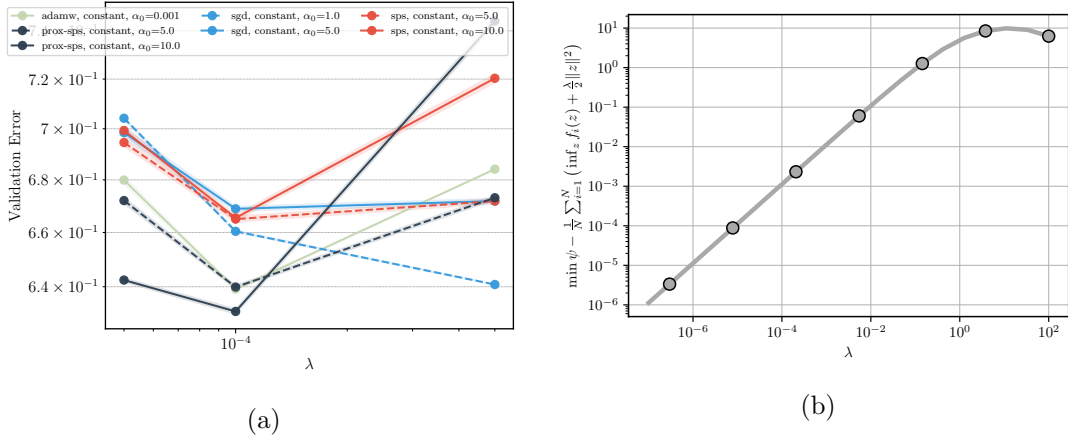 adamw, constant, α₀=0.001
prox-sps, constant, α₀=5.0
prox-sps, constant, α₀=10.0
sgd, constant, α₀=1.0
sgd, constant, α₀=5.0
sps, constant, α₀=5.0
sps, constant, α₀=10.0
Validation Error
7.2 × 10⁻¹
7 × 10⁻¹
6.8 × 10⁻¹
6.6 × 10⁻¹
6.4 × 10⁻¹
10⁻⁴
λ
(a)
min ψ − 1/N ∑ᵢ₌₁ᴺ (inf_z fᵢ(z) + λ/2 ||z||²)
10¹
10⁰
10⁻¹
10⁻²
10⁻³
10⁻⁴
10⁻⁵
10⁻⁶
10⁻⁶ 10⁻⁴ 10⁻² 10⁰ 10²
λ
(b)